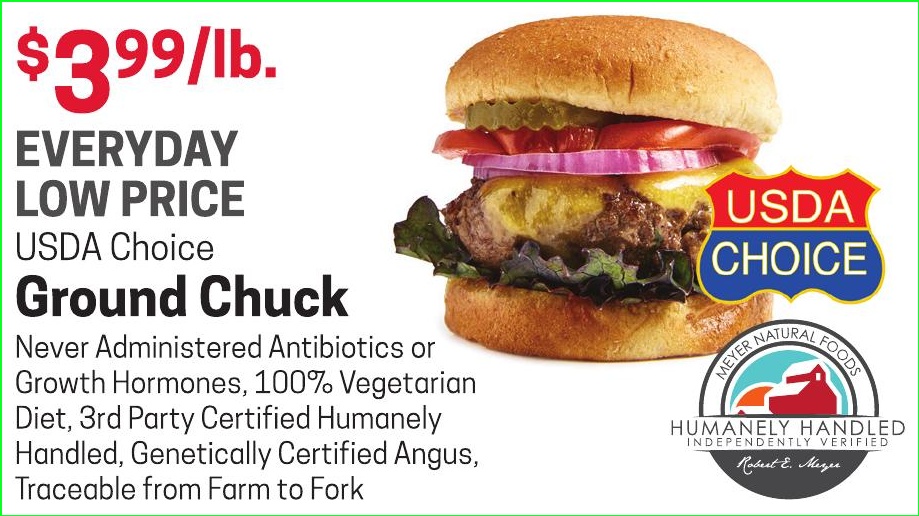 $3.99/lb.
EVERYDAY
LOW PRICE
USDA Choice
Ground Chuck
Never Administered Antibiotics or
Growth Hormones, 100% Vegetarian
Diet, 3rd Party Certified Humanely
Handled, Genetically Certified Angus,
Traceable from Farm to Fork
USDA
CHOICE
MEYER NATURAL FOODS
HUMANELY HANDLED
INDEPENDENTLY VERIFIED
Robert E. Meyer